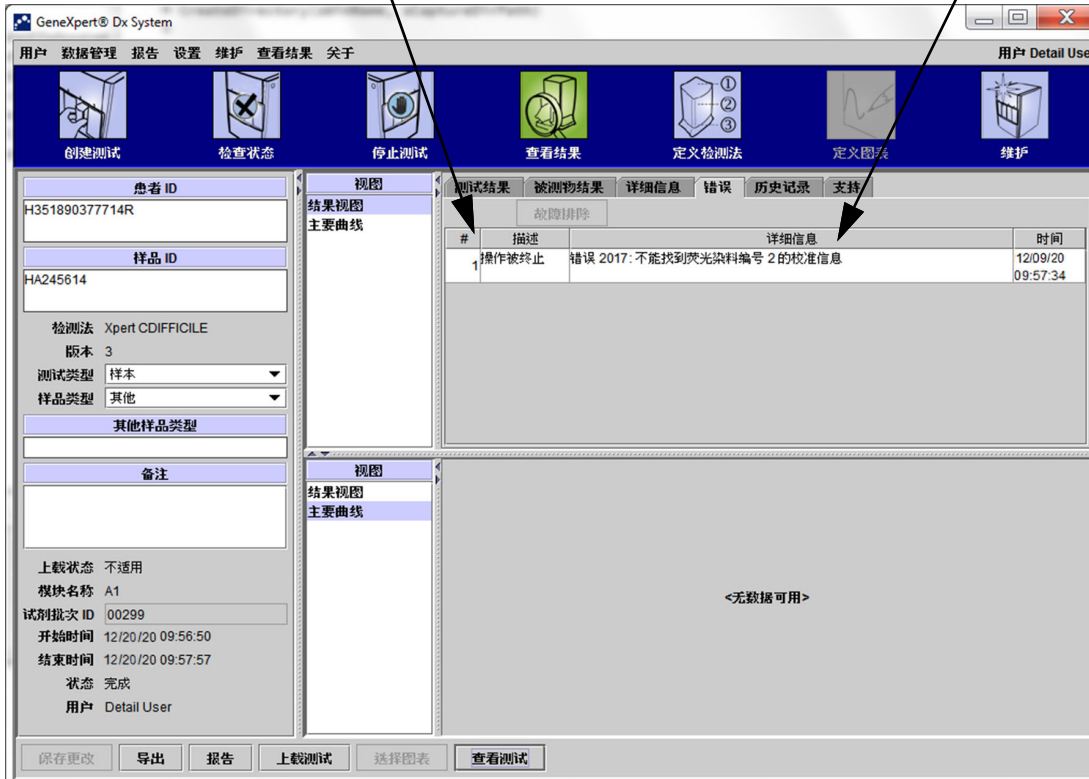 GeneXpert® Dx System
用户 数据管理 报告 设置 维护 查看结果 关于
用户 Detail Use
创建测试 检查状态 停止测试 查看结果 定义检测法 定义图表 维护
患者 ID
H351890377714R
样品 ID
HA245614
检测法 Xpert CDIFFICILE
版本 3
测试类型 样本
样品类型 其他
其他样品类型
备注
上载状态 不适用
模块名称 A1
试剂批次 ID 00299
开始时间 12/20/20 09:56:50
结束时间 12/20/20 09:57:57
状态 完成
用户 Detail User
视图
结果视图
主要曲线
测试结果 被测物结果 详细信息 错误 历史记录 支持
故障排除
# 描述 详细信息 时间
1 操作被终止 错误 2017: 不能找到荧光染料编号 2 的校准信息 12/09/20
09:57:34
视图
结果视图
主要曲线
<无数据可用>
保存更改 导出 报告 上载测试 选择图表 查看测试